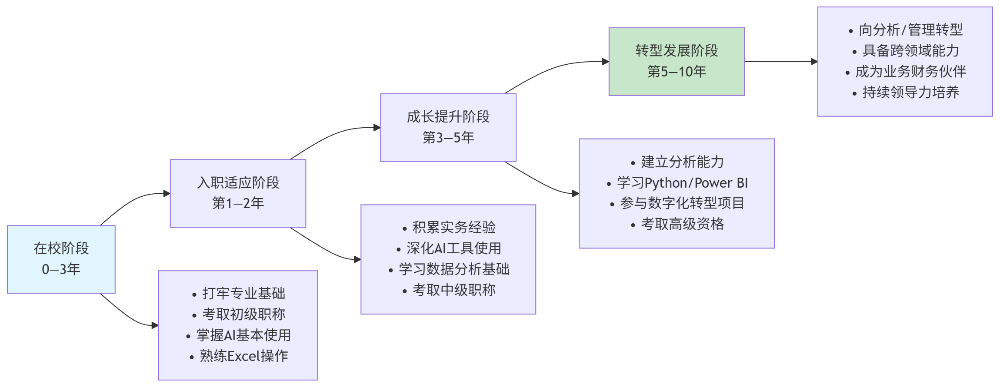 在校阶段
0—3年
• 打牢专业基础
• 考取初级职称
• 掌握AI基本使用
• 熟练Excel操作
入职适应阶段
第1—2年
• 积累实务经验
• 深化AI工具使用
• 学习数据分析基础
• 考取中级职称
成长提升阶段
第3—5年
• 建立分析能力
• 学习Python/Power BI
• 参与数字化转型项目
• 考取高级资格
转型发展阶段
第5—10年
• 向分析/管理转型
• 具备跨领域能力
• 成为业务财务伙伴
• 持续领导力培养